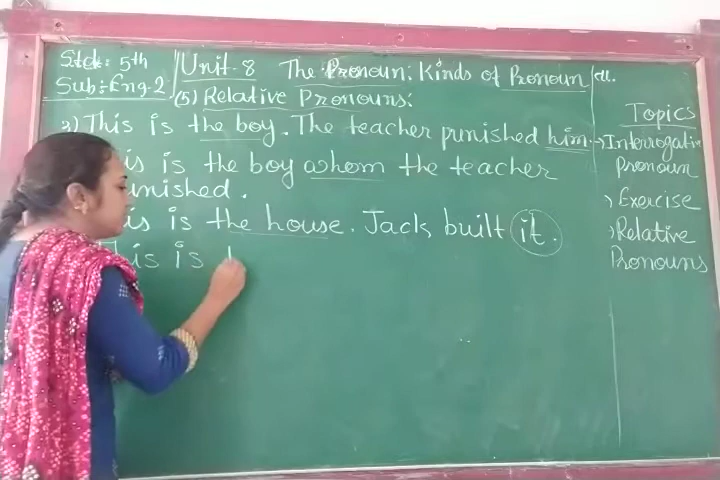 Std: 5th
Sub:Eng.2
Unit-8 The Pronoun: Kinds of Pronoun
(5) Relative Pronouns:
3) This is the boy. The teacher punished him.
is is the boy whom the teacher
unished.
is is the house. Jack built it.
This is
Topics
Interrogative
Pronoun
Exercise
Relative
Pronouns